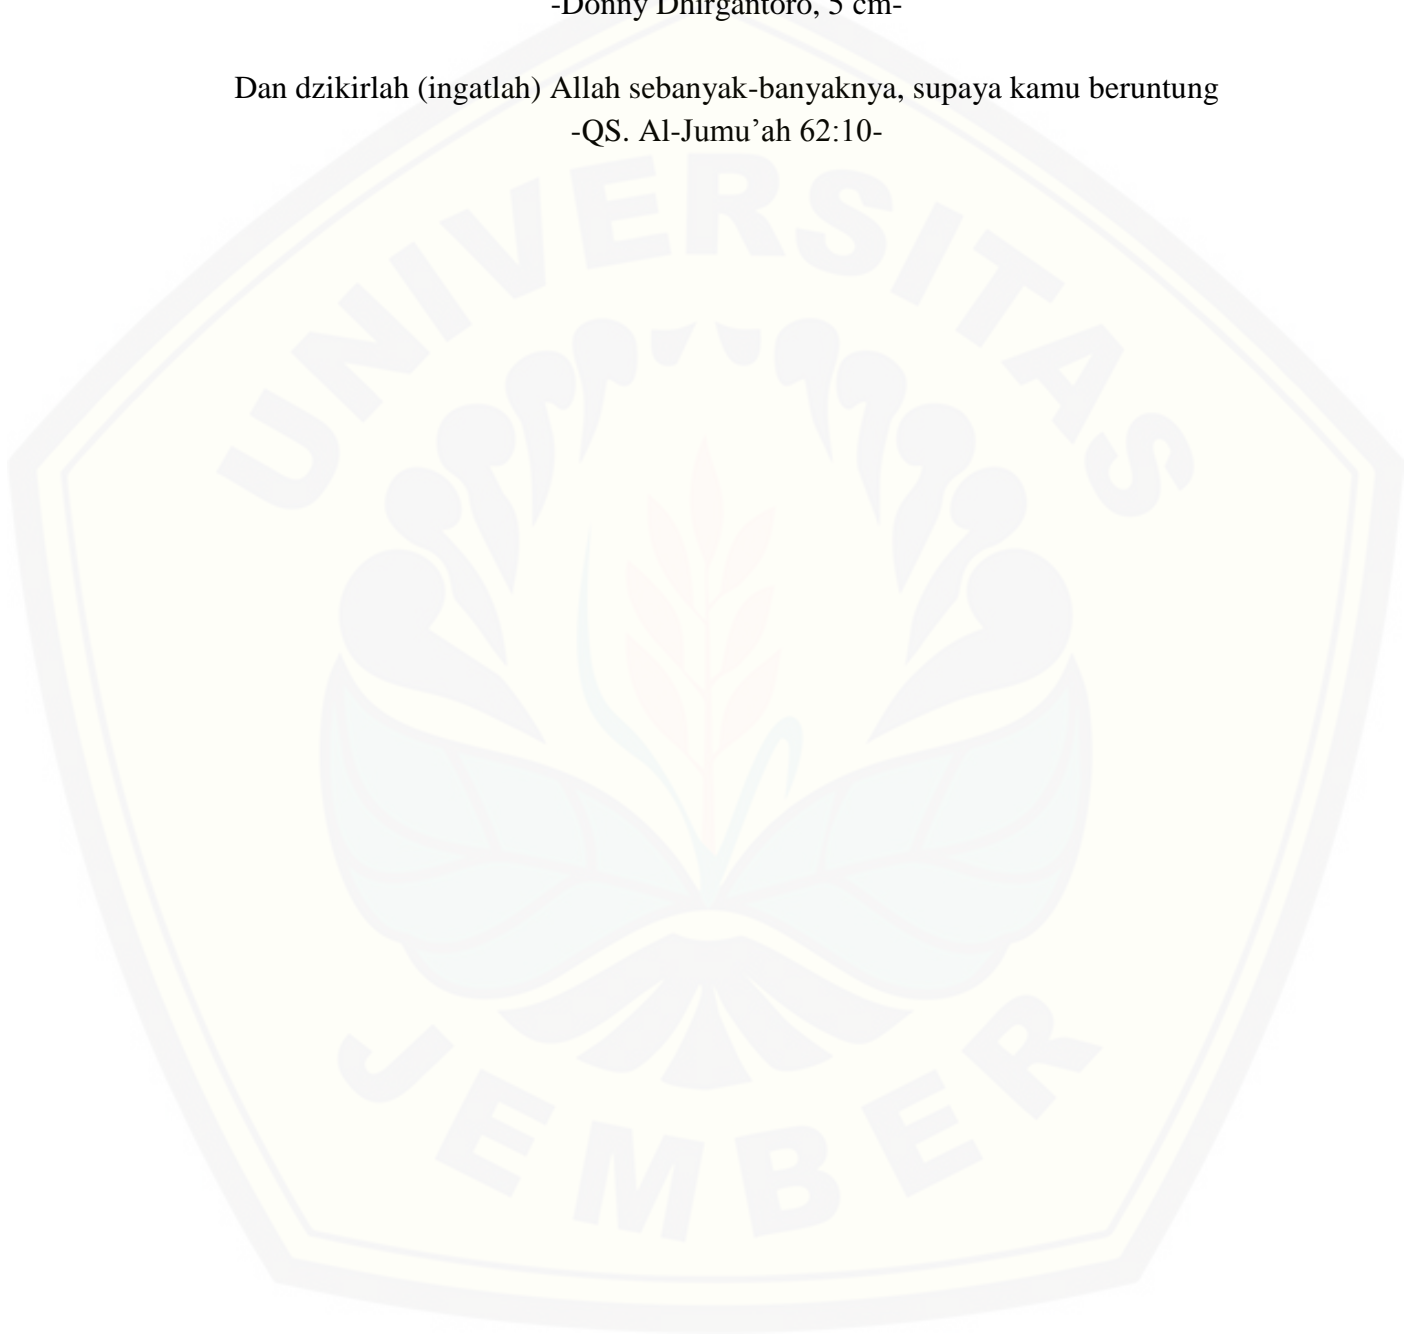 -Donny Dhirgantoro, 5 cm-
Dan dzikirlah (ingatlah) Allah sebanyak-banyaknya, supaya kamu beruntung
-QS. Al-Jumu’ah 62:10-
UNIVERSITAS
JEMBER